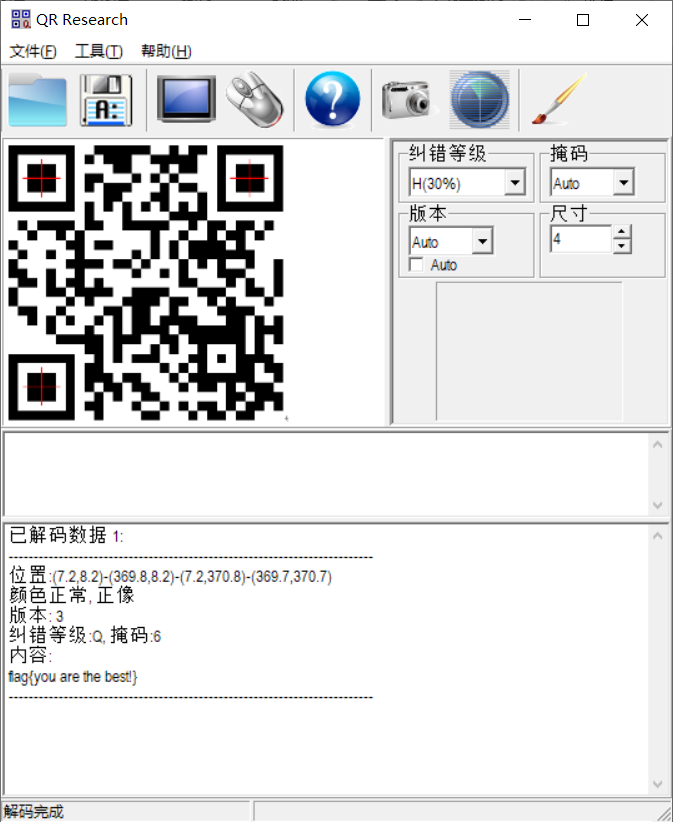 QR Research
文件(F) 工具(T) 帮助(H)
A:
?
纠错等级 掩码
H(30%) Auto
版本 尺寸
Auto 4
Auto
已解码数据 1:
--------------------------------------------------------------------------------
位置:(7.2,8.2)-(369.8,8.2)-(7.2,370.8)-(369.7,370.7)
颜色正常, 正像
版本: 3
纠错等级:Q, 掩码:6
内容:
flag{you are the best!}
--------------------------------------------------------------------------------
解码完成